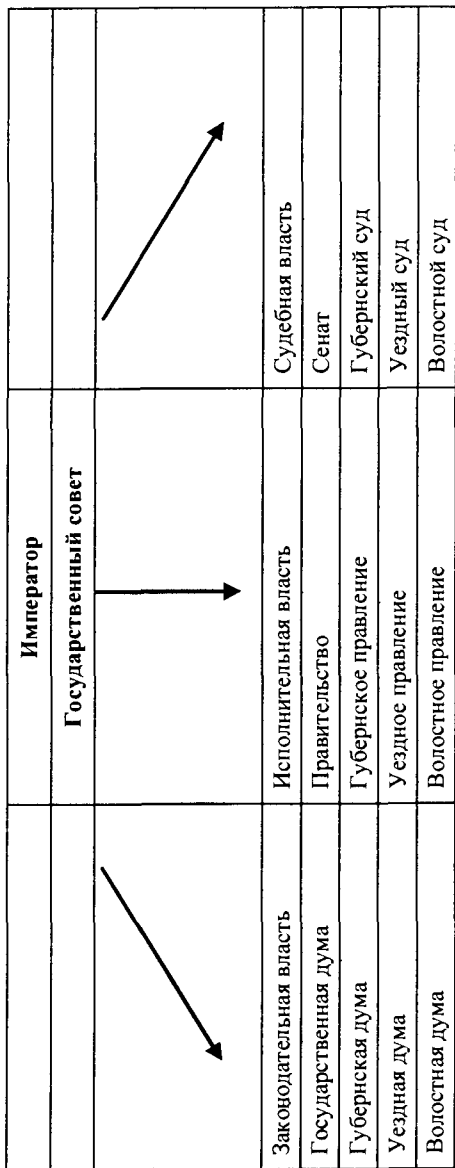 Император
Государственный совет
Законодательная власть Исполнительная власть Судебная власть
Государственная дума Правительство Сенат
Губернская дума Губернское правление Губернский суд
Уездная дума Уездное правление Уездный суд
Волостная дума Волостное правление Волостной суд